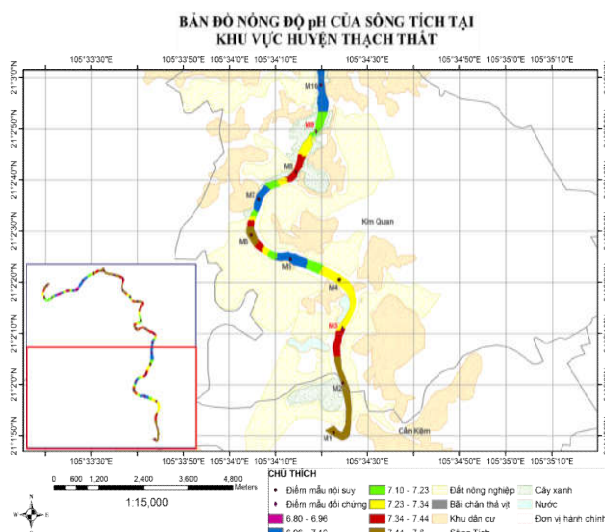 BẢN ĐỒ NỒNG ĐỘ pH CỦA SÔNG TÍCH TẠI
KHU VỰC HUYỆN THẠCH THẤT
105°33'30"E 105°34'0"E 105°34'30"E 105°34'50"E 105°35'10"E
21°3'0"N 21°3'0"N
21°2'50"N 21°2'50"N
21°2'40"N 21°2'40"N
21°2'30"N 21°2'30"N
21°2'20"N 21°2'20"N
21°2'10"N 21°2'10"N
21°2'0"N 21°2'0"N
21°1'50"N 21°1'50"N
M10
M9
M8
M7
Kim Quan
M6
M5
M4
M3
M2
M1
Cần Kiệm
105°33'30"E 105°34'0"E 105°34'30"E 105°34'50"E 105°35'10"E
0 600 1,200 2,400 3,600 4,800
Meters
1:15,000
CHÚ THÍCH
Điểm mẫu nội suy 7.10 - 7.23 Đất nông nghiệp Cây xanh
Điểm mẫu đối chứng 7.23 - 7.34 Bãi chăn thả vịt Nước
6.80 - 6.96 7.34 - 7.44 Khu dân cư Đơn vị hành chính